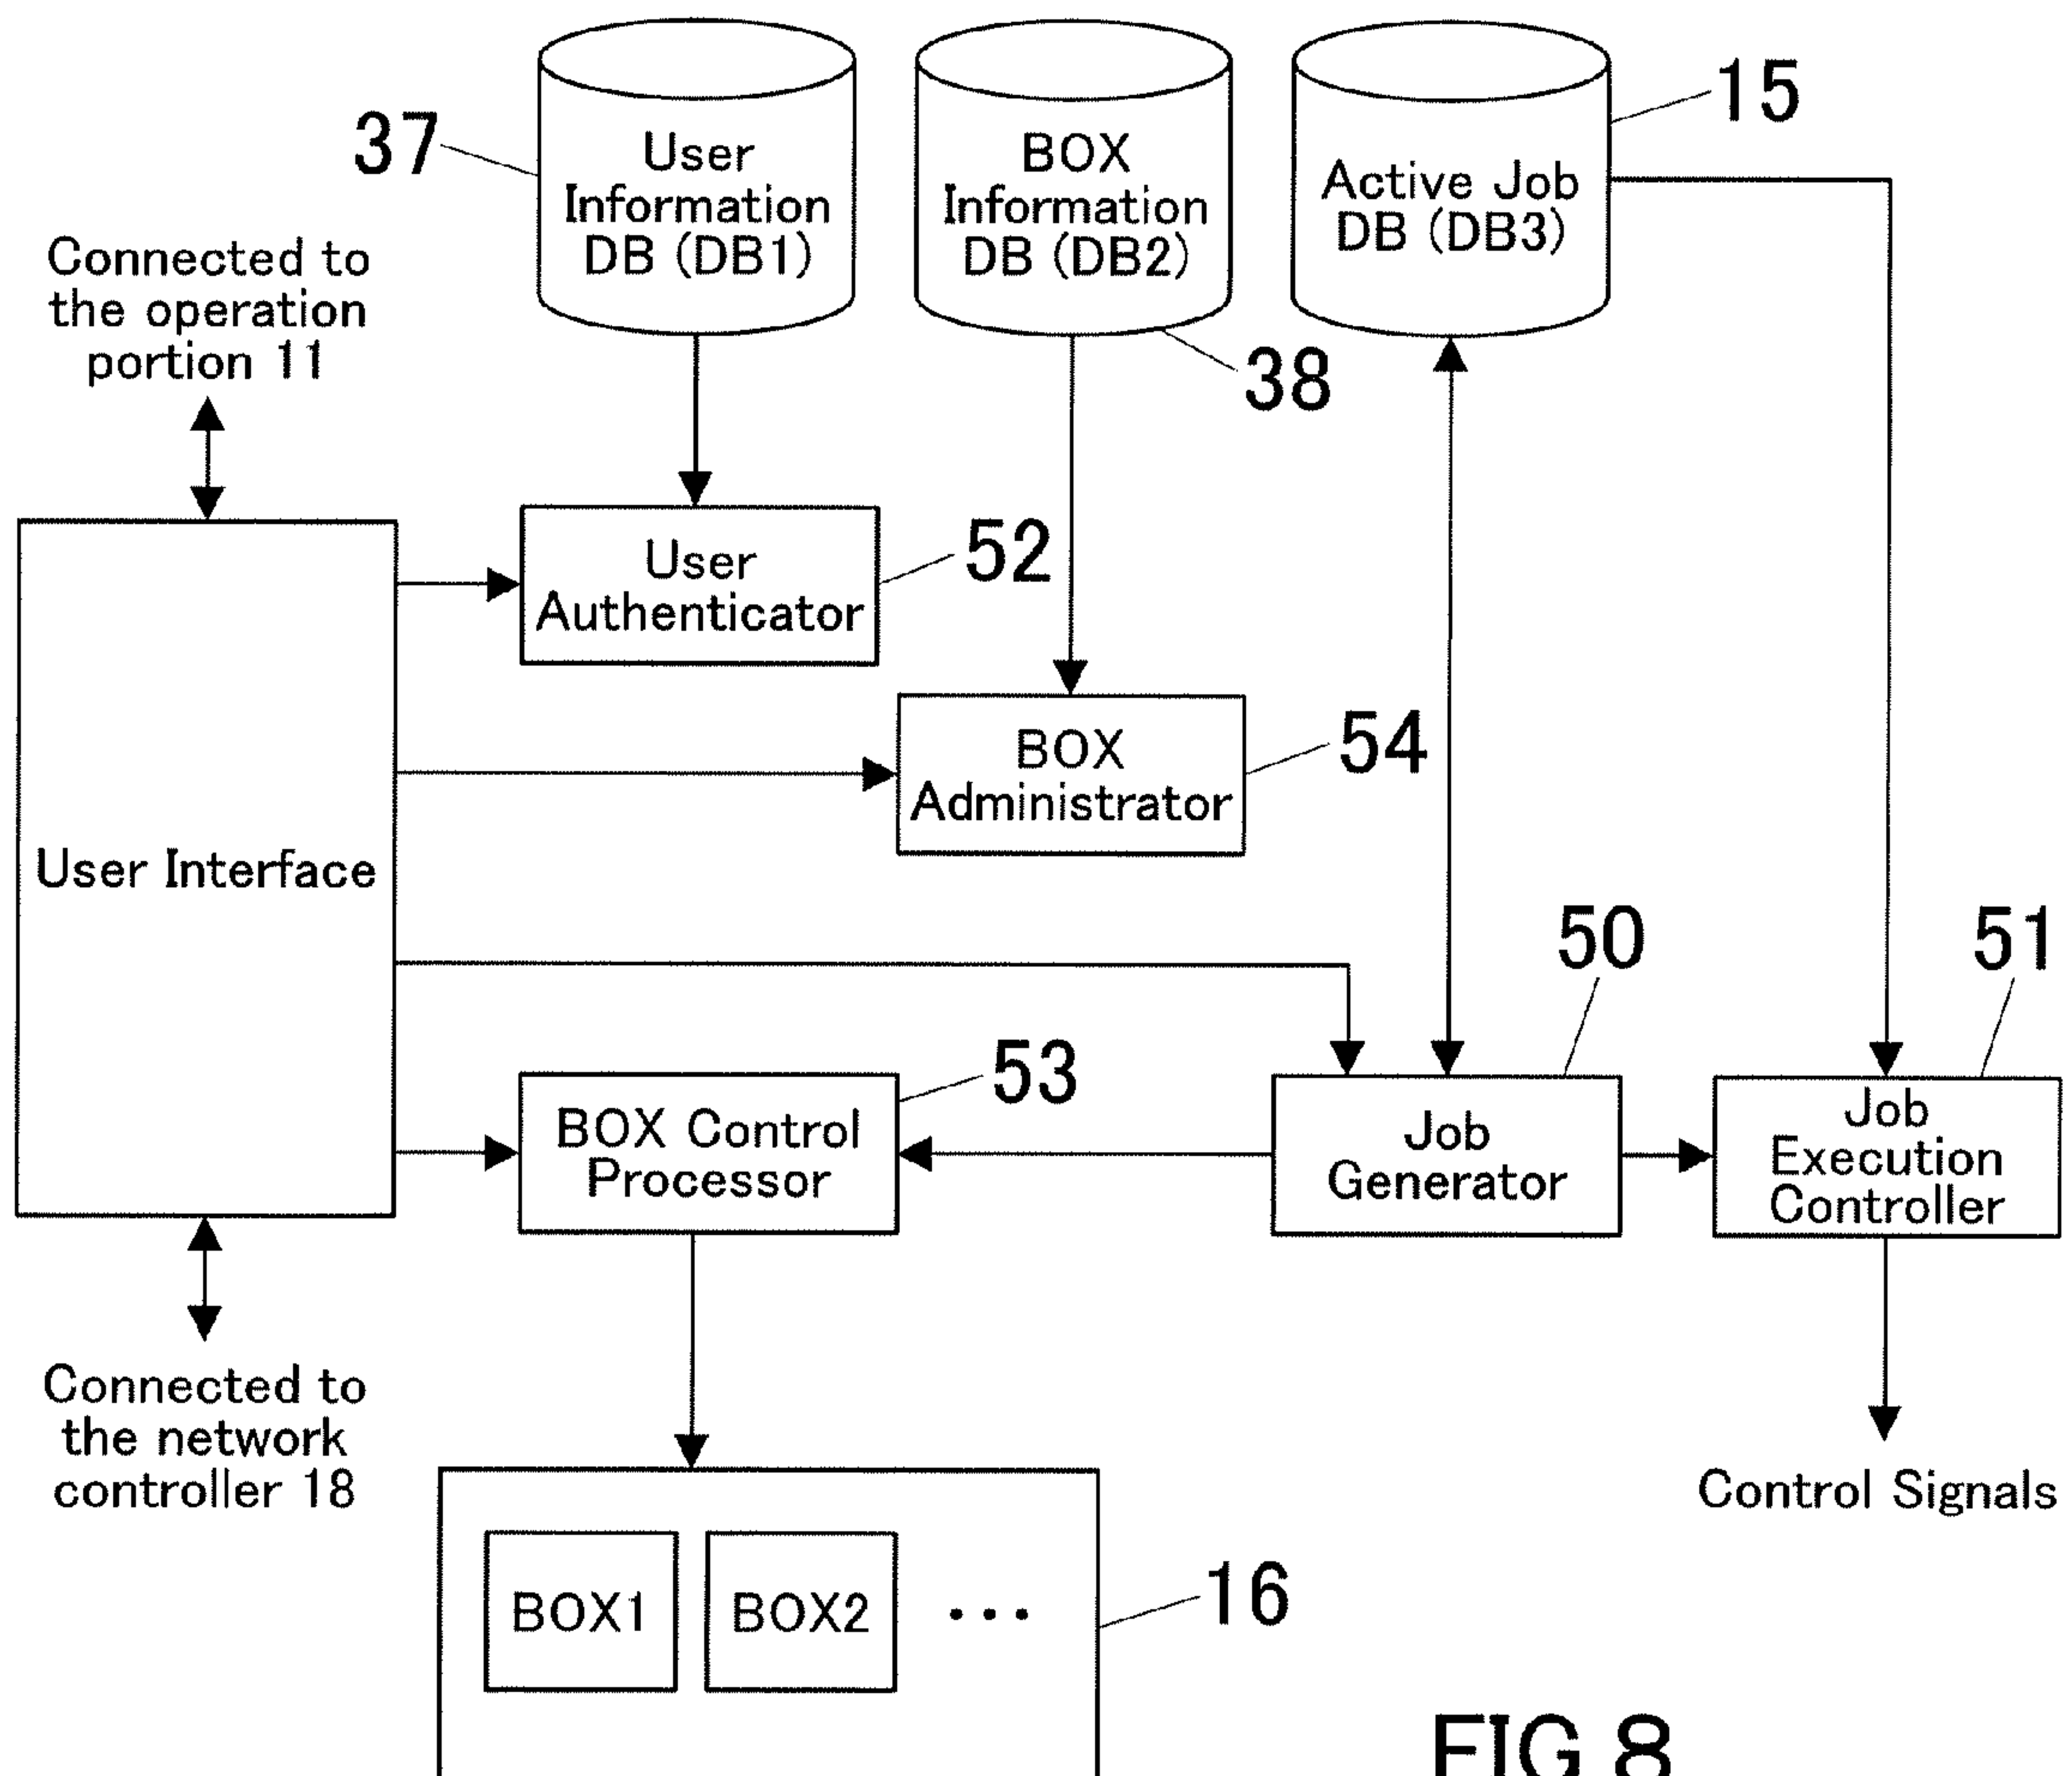 15
37
User
Information
DB (DB1)
BOX
Information
DB (DB2)
Active Job
DB (DB3)
Connected to
the operation
portion 11
38
User
Authenticator
52
BOX
Administrator
54
User Interface
50
51
53
BOX Control
Processor
Job
Generator
Job
Execution
Controller
Connected to
the network
controller 18
Control Signals
BOX1
BOX2
...
16
FIG.8